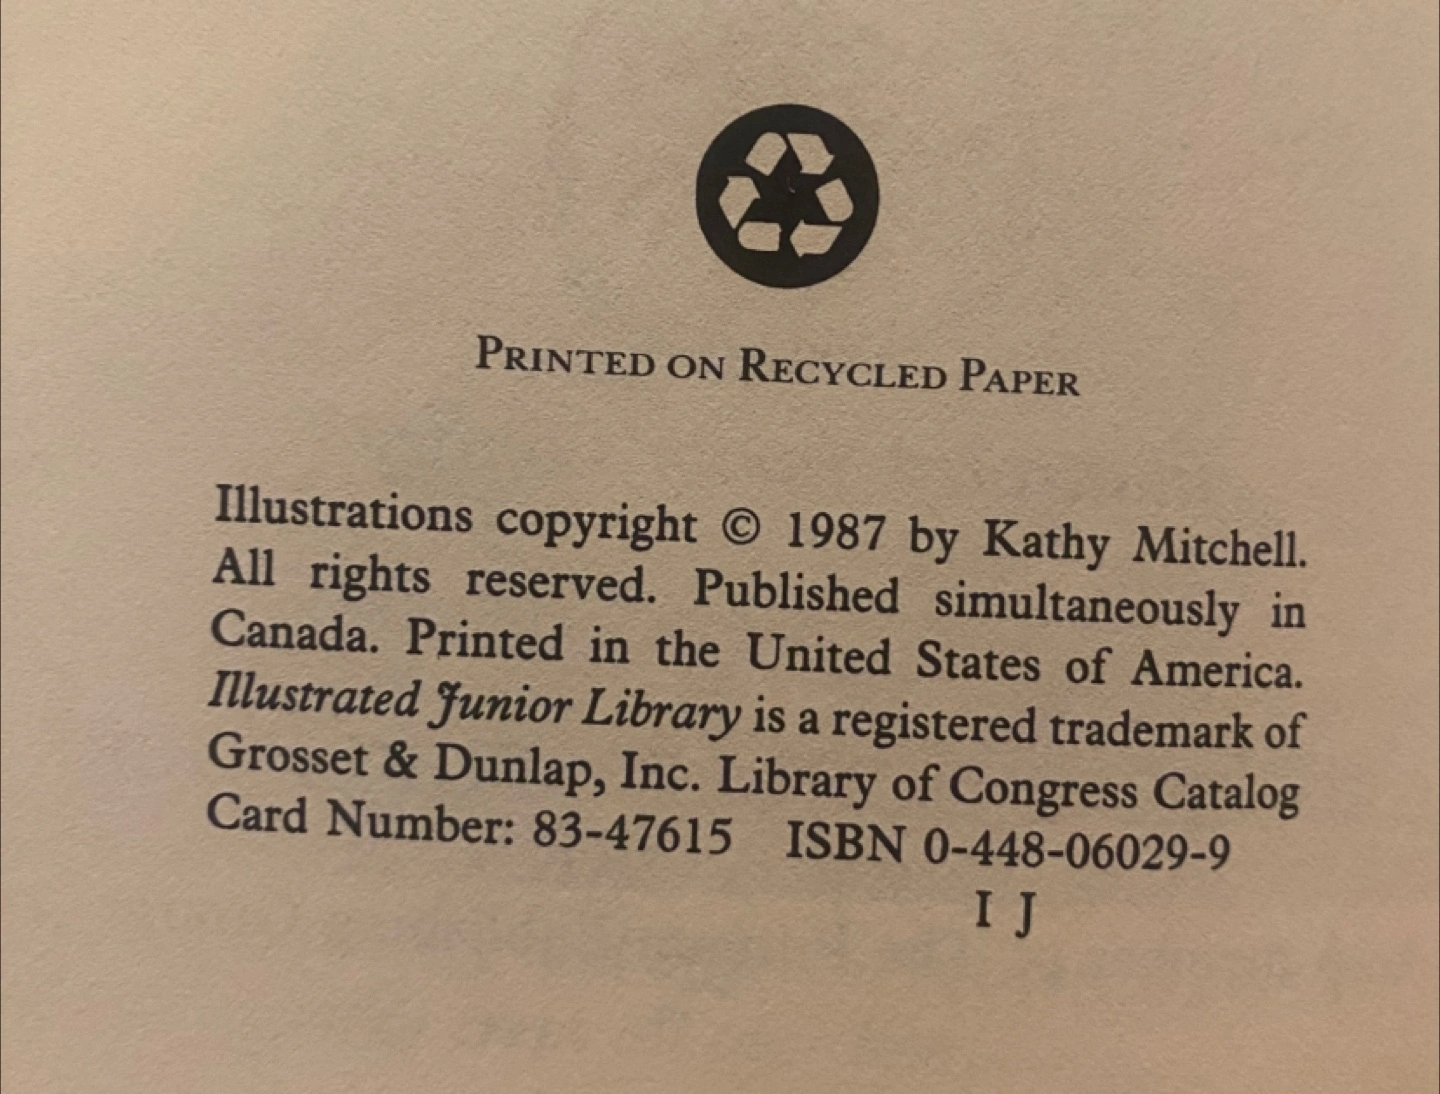 Printed on Recycled Paper
Illustrations copyright © 1987 by Kathy Mitchell.
All rights reserved. Published simultaneously in
Canada. Printed in the United States of America.
Illustrated Junior Library is a registered trademark of
Grosset & Dunlap, Inc. Library of Congress Catalog
Card Number: 83-47615 ISBN 0-448-06029-9
I J